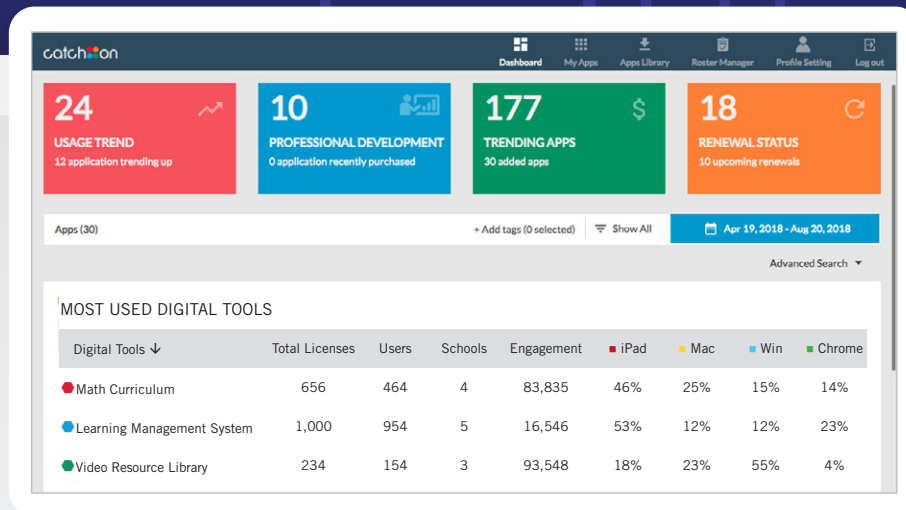 catchon
Dashboard My Apps Apps Library Roster Manager Profile Setting Log out
24
USAGE TREND
12 application trending up
10
PROFESSIONAL DEVELOPMENT
0 application recently purchased
177
TRENDING APPS
30 added apps
18
RENEWAL STATUS
10 upcoming renewals
Apps (30) + Add tags (0 selected) Show All Apr 19, 2018 - Aug 20, 2018
Advanced Search
MOST USED DIGITAL TOOLS
Digital Tools Total Licenses Users Schools Engagement iPad Mac Win Chrome
Math Curriculum 656 464 4 83,835 46% 25% 15% 14%
Learning Management System 1,000 954 5 16,546 53% 12% 12% 23%
Video Resource Library 234 154 3 93,548 18% 23% 55% 4%